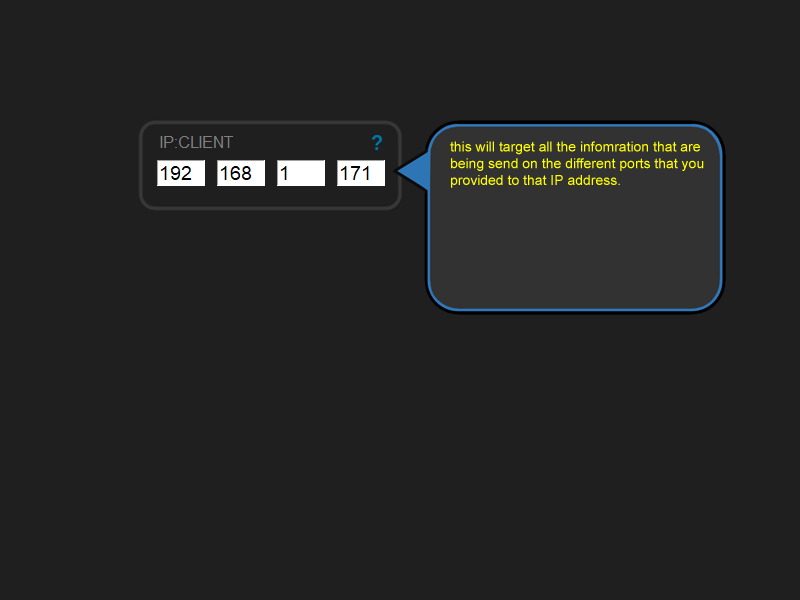 IP:CLIENT ?
192 168 1 171
this will target all the infomration that are
being send on the different ports that you
provided to that IP address.